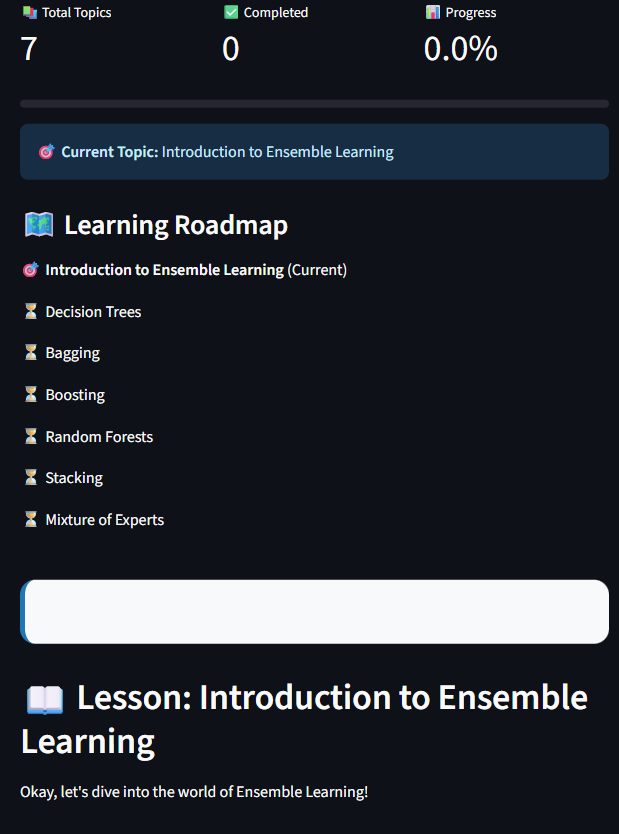 📚 Total Topics
✅ Completed
📊 Progress
7
0
0.0%
🎯 Current Topic: Introduction to Ensemble Learning
🗺️ Learning Roadmap
🎯 Introduction to Ensemble Learning (Current)
⏳ Decision Trees
⏳ Bagging
⏳ Boosting
⏳ Random Forests
⏳ Stacking
⏳ Mixture of Experts
📖 Lesson: Introduction to Ensemble
Learning
Okay, let's dive into the world of Ensemble Learning!